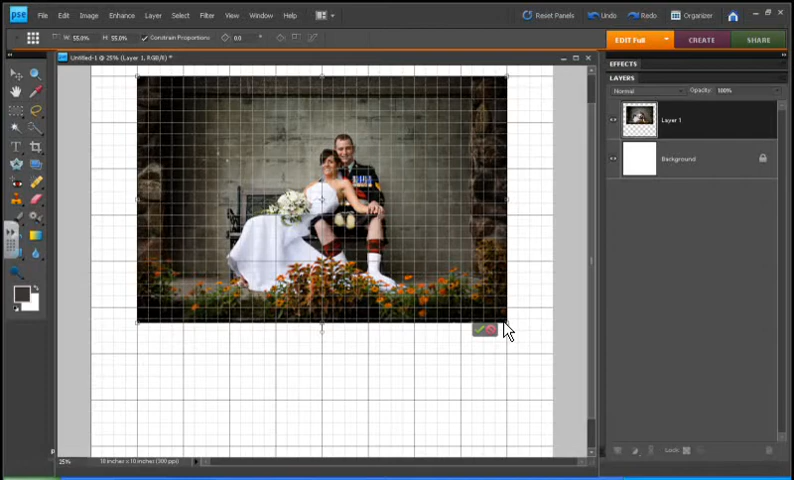 pse File Edit Image Enhance Layer Select Filter View Window Help Reset Panels Undo Redo Organizer
W: 55.0% H: 55.0% Constrain Proportions 0.0 EDIT Full CREATE SHARE
Untitled-1 @ 25% (Layer 1, RGB/8) *
EFFECTS
LAYERS
Normal Opacity: 100%
Layer 1
Background
T
Lock:
25% 10 inches x 10 inches (300 ppi)